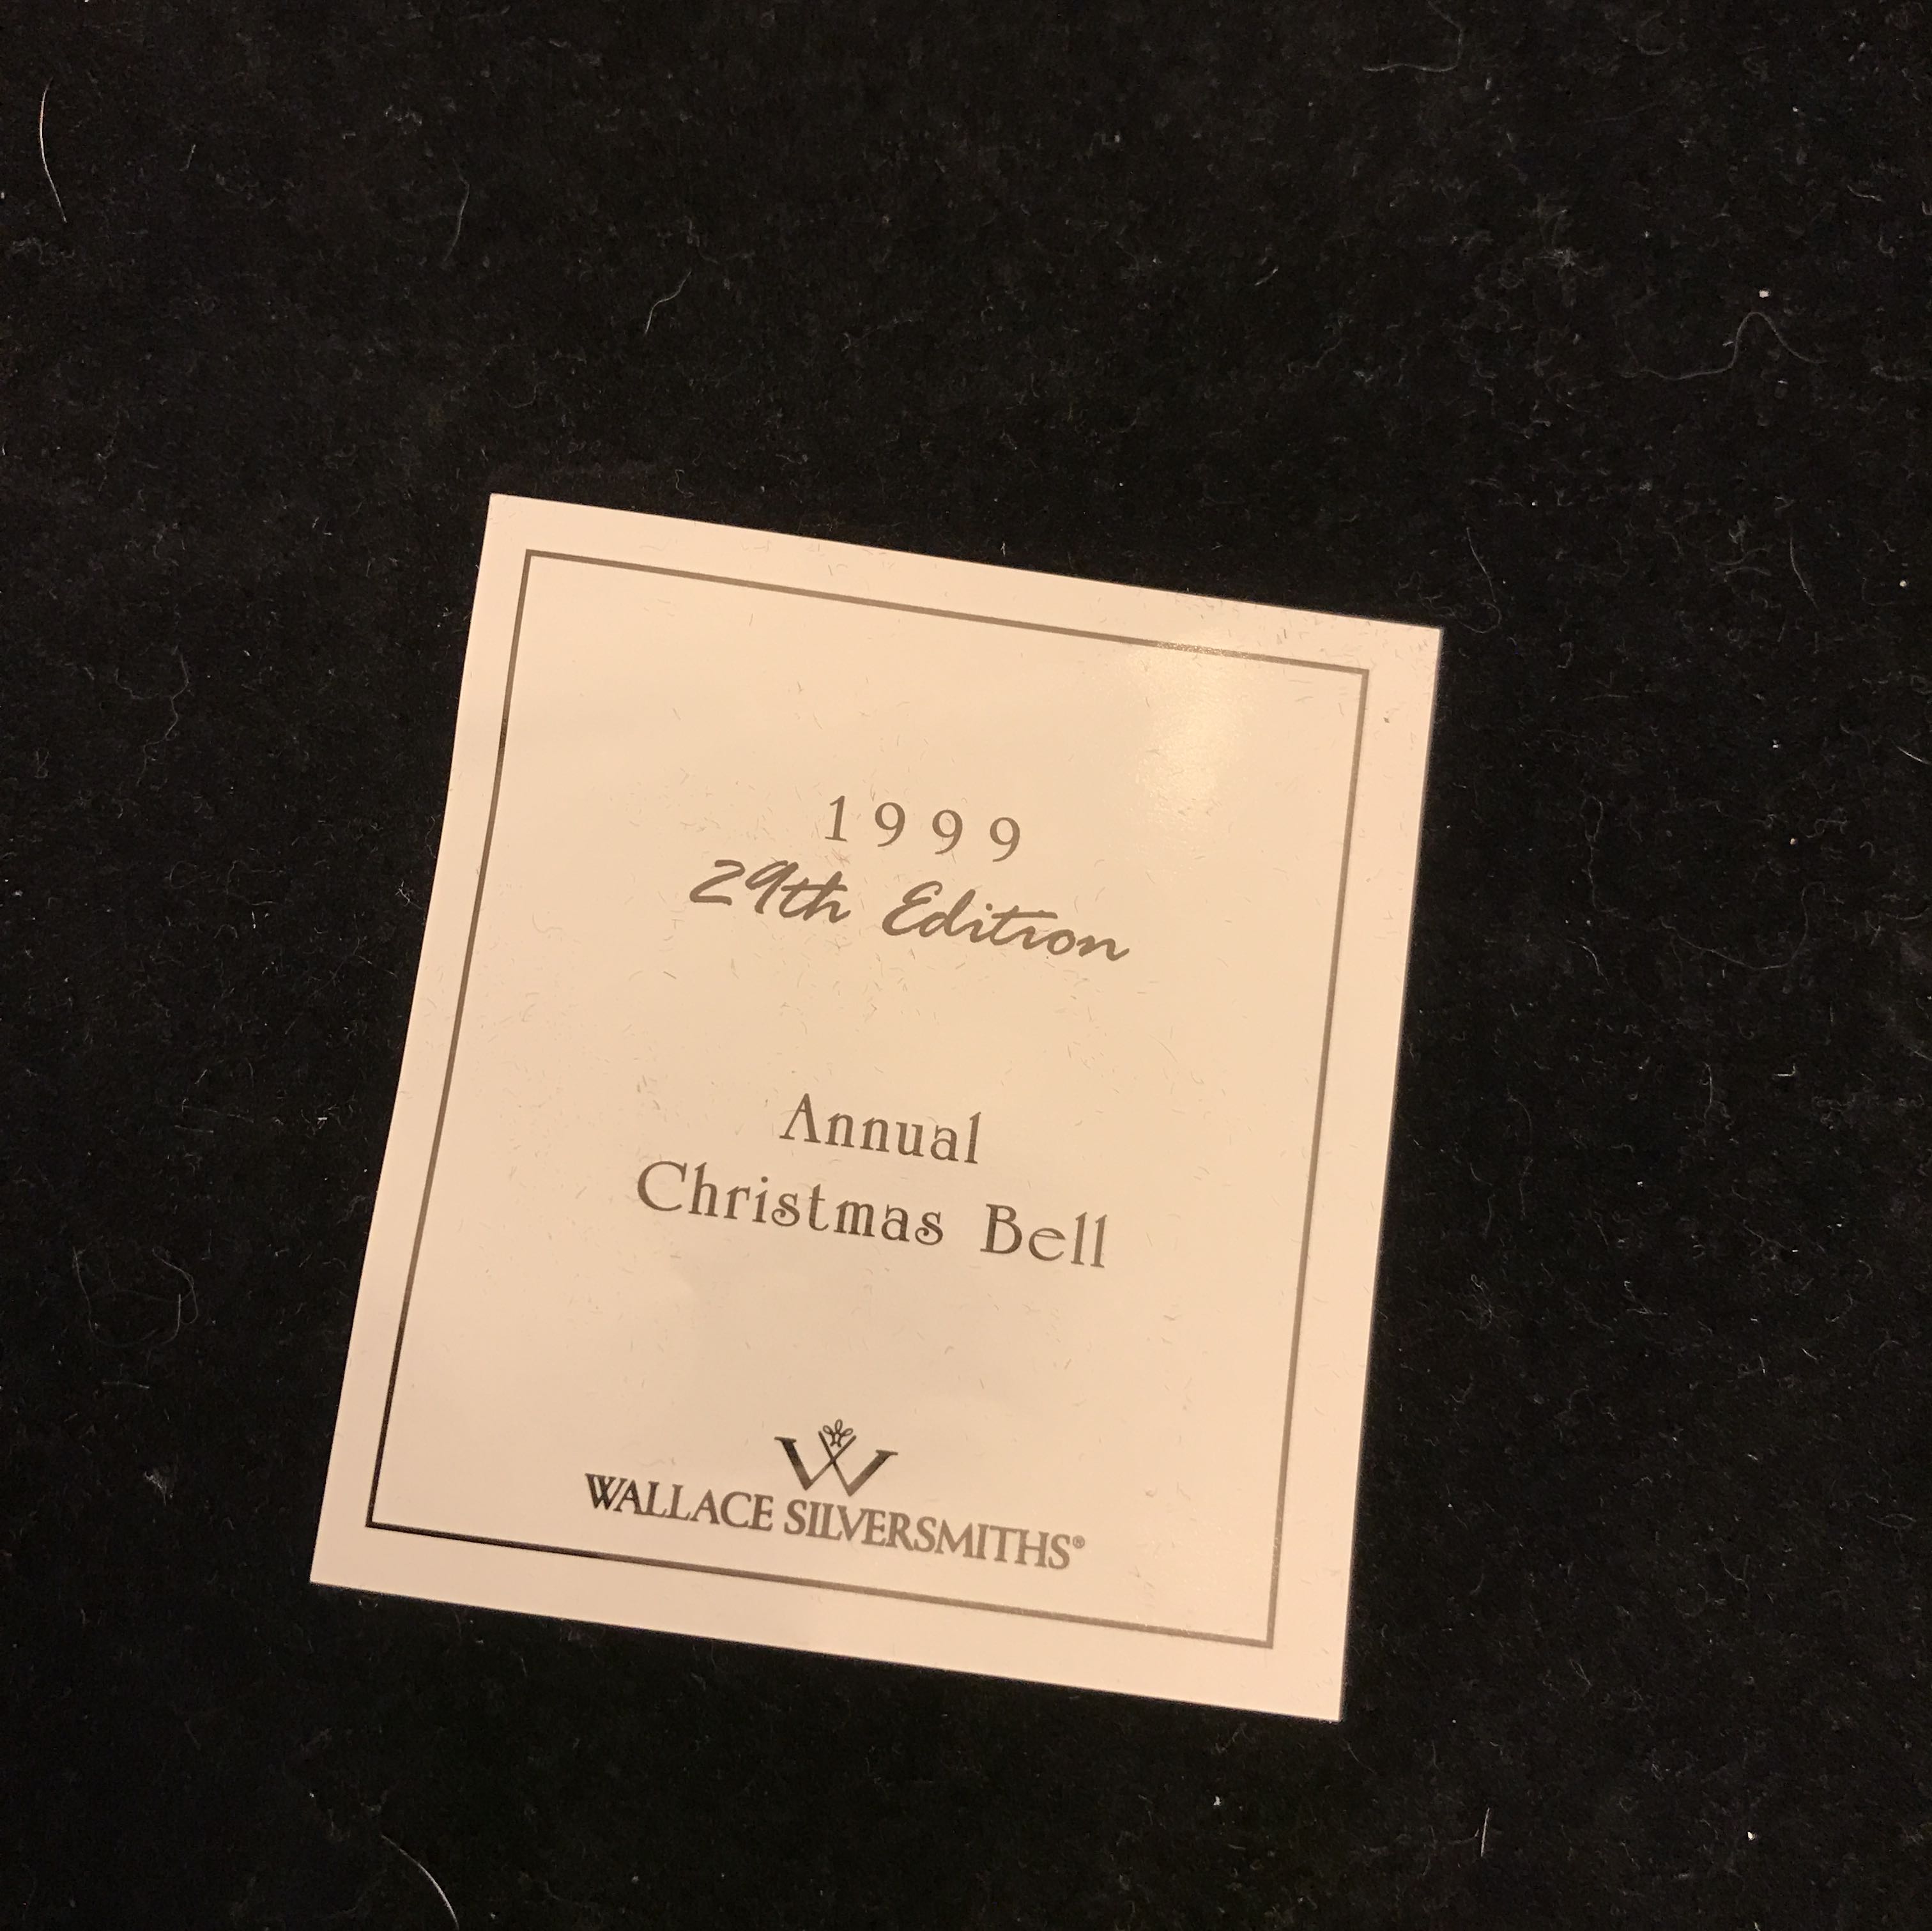 1999
29th Edition
Annual
Christmas Bell
W
WALLACE SILVERSMITHS®